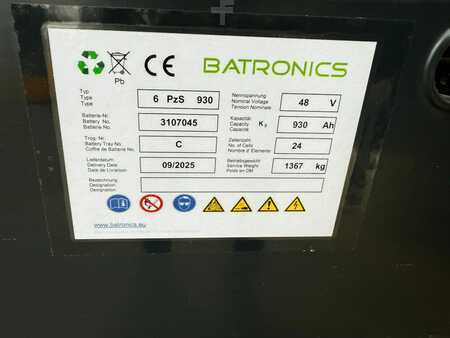 CE BATRONICS
Pb
Typ
Type
Type
6 PzS 930
Nennspannung
Nominal Voltage
Tension Nominale
48 V
Batterie-Nr.
Battery No.
Batterie No.
3107045
Kapazität
Capacity
Capacité
K5
930 Ah
Trog.-Nr.
Battery Tray No.
Coffre de Batterie No.
C
Zellenzahl
No. of Cells
Nombre d'Elements
24
Lieferdatum
Delivery Date
Date de Livraison
09/2025
Betriebsgewicht
Service Weight
Poids en OM
1367 kg
Bezeichnung
Designation
Designation
www.batronics.eu